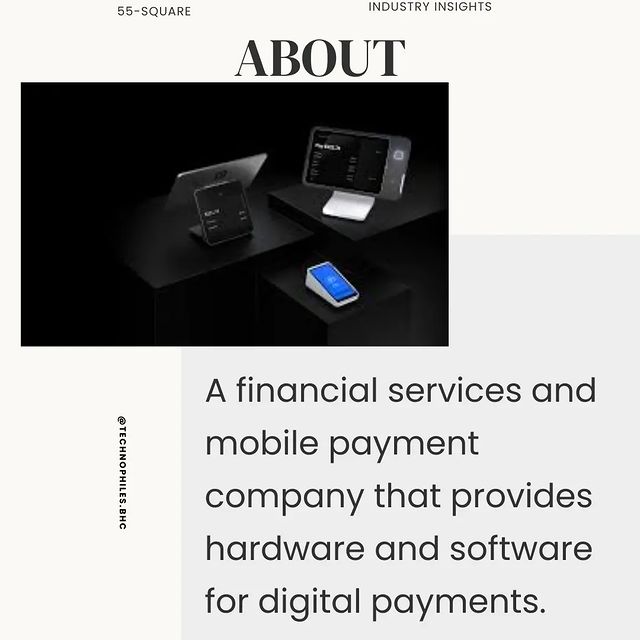 55-SQUARE
INDUSTRY INSIGHTS
ABOUT
A financial services and
mobile payment
company that provides
hardware and software
for digital payments.
@TECHNOPHILES.BHC